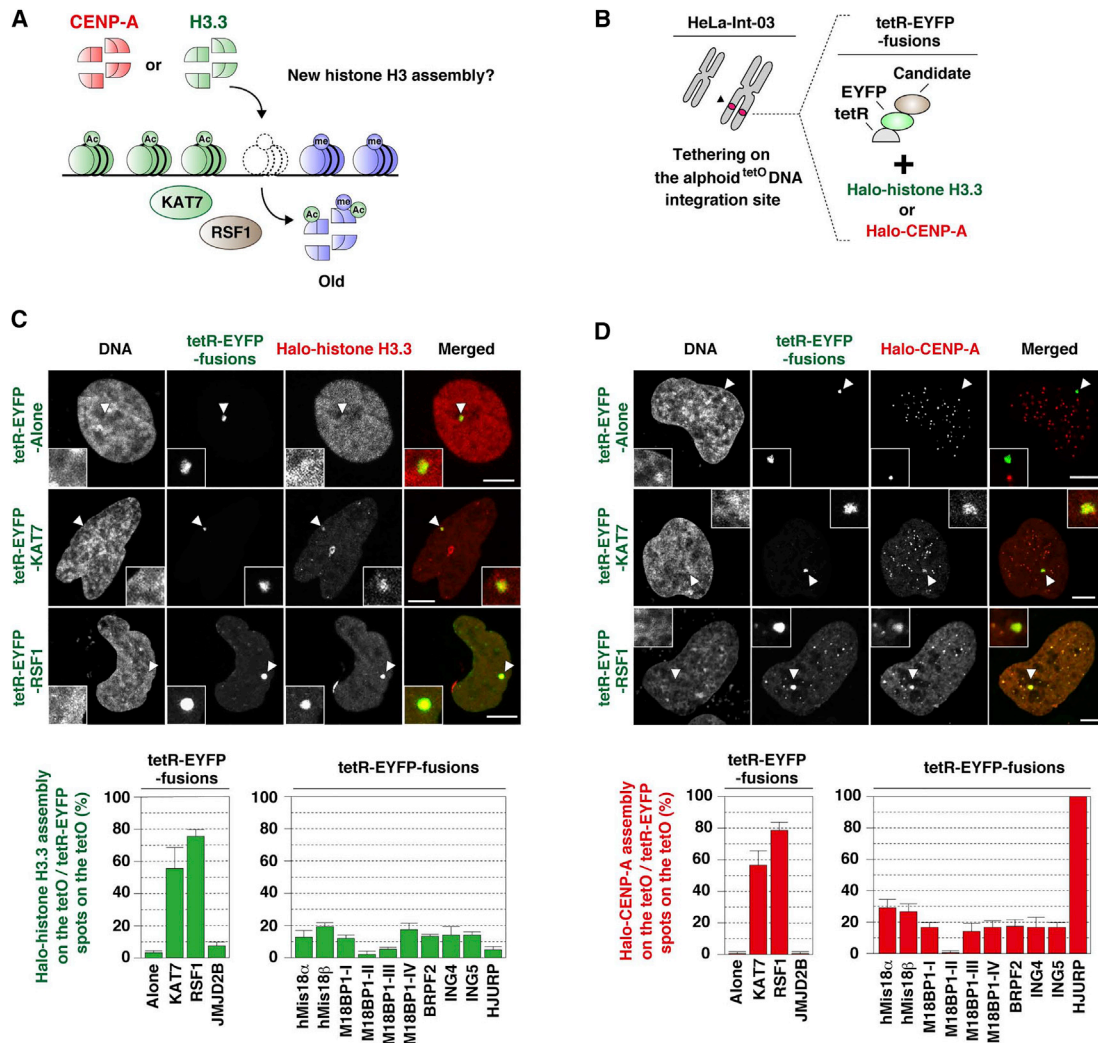 A
CENP-A
H3.3
or
New histone H3 assembly?
Ac
Ac
Ac
me
me
KAT7
RSF1
Ac
me
Ac
Old
B
HeLa-Int-03
tetR-EYFP
-fusions
Candidate
EYFP
tetR
Tethering on
the alphoid tetO DNA
integration site
+
Halo-histone H3.3
or
Halo-CENP-A
C
DNA
tetR-EYFP
-fusions
Halo-histone H3.3
Merged
tetR-EYFP
-Alone
tetR-EYFP
-KAT7
tetR-EYFP
-RSF1
tetR-EYFP
-fusions
tetR-EYFP-fusions
Halo-histone H3.3 assembly
on the tetO / tetR-EYFP
spots on the tetO (%)
100
80
60
40
20
0
Alone
KAT7
RSF1
JMJD2B
100
80
60
40
20
0
hMis18α
hMis18β
M18BP1-I
M18BP1-II
M18BP1-III
M18BP1-IV
BRPF2
ING4
ING5
HJURP
D
DNA
tetR-EYFP
-fusions
Halo-CENP-A
Merged
tetR-EYFP
-Alone
tetR-EYFP
-KAT7
tetR-EYFP
-RSF1
tetR-EYFP
-fusions
tetR-EYFP-fusions
Halo-CENP-A assembly
on the tetO / tetR-EYFP
spots on the tetO (%)
100
80
60
40
20
0
Alone
KAT7
RSF1
JMJD2B
100
80
60
40
20
0
hMis18α
hMis18β
M18BP1-I
M18BP1-II
M18BP1-III
M18BP1-IV
BRPF2
ING4
ING5
HJURP